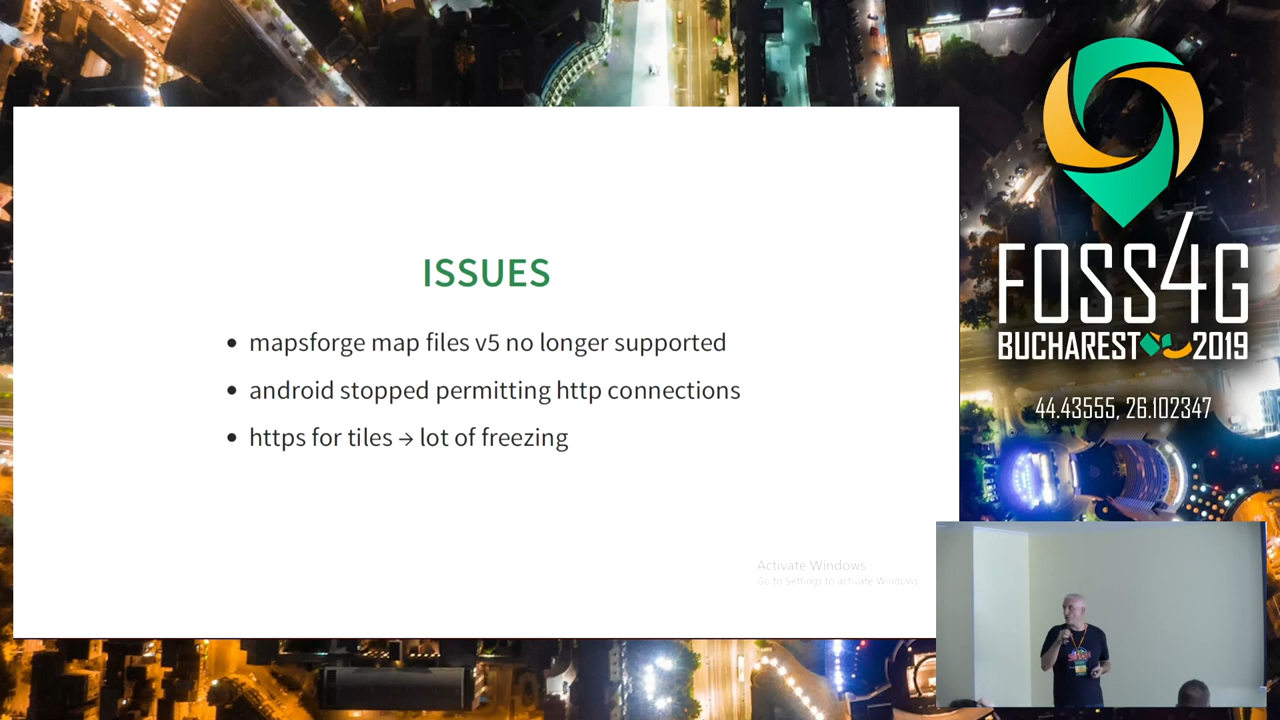 ISSUES
• mapsforge map files v5 no longer supported
• android stopped permitting http connections
• https for tiles → lot of freezing
Activate Windows
Go to Settings to activate Windows.
FOSS4G
BUCHAREST 2019
44.43555, 26.102347